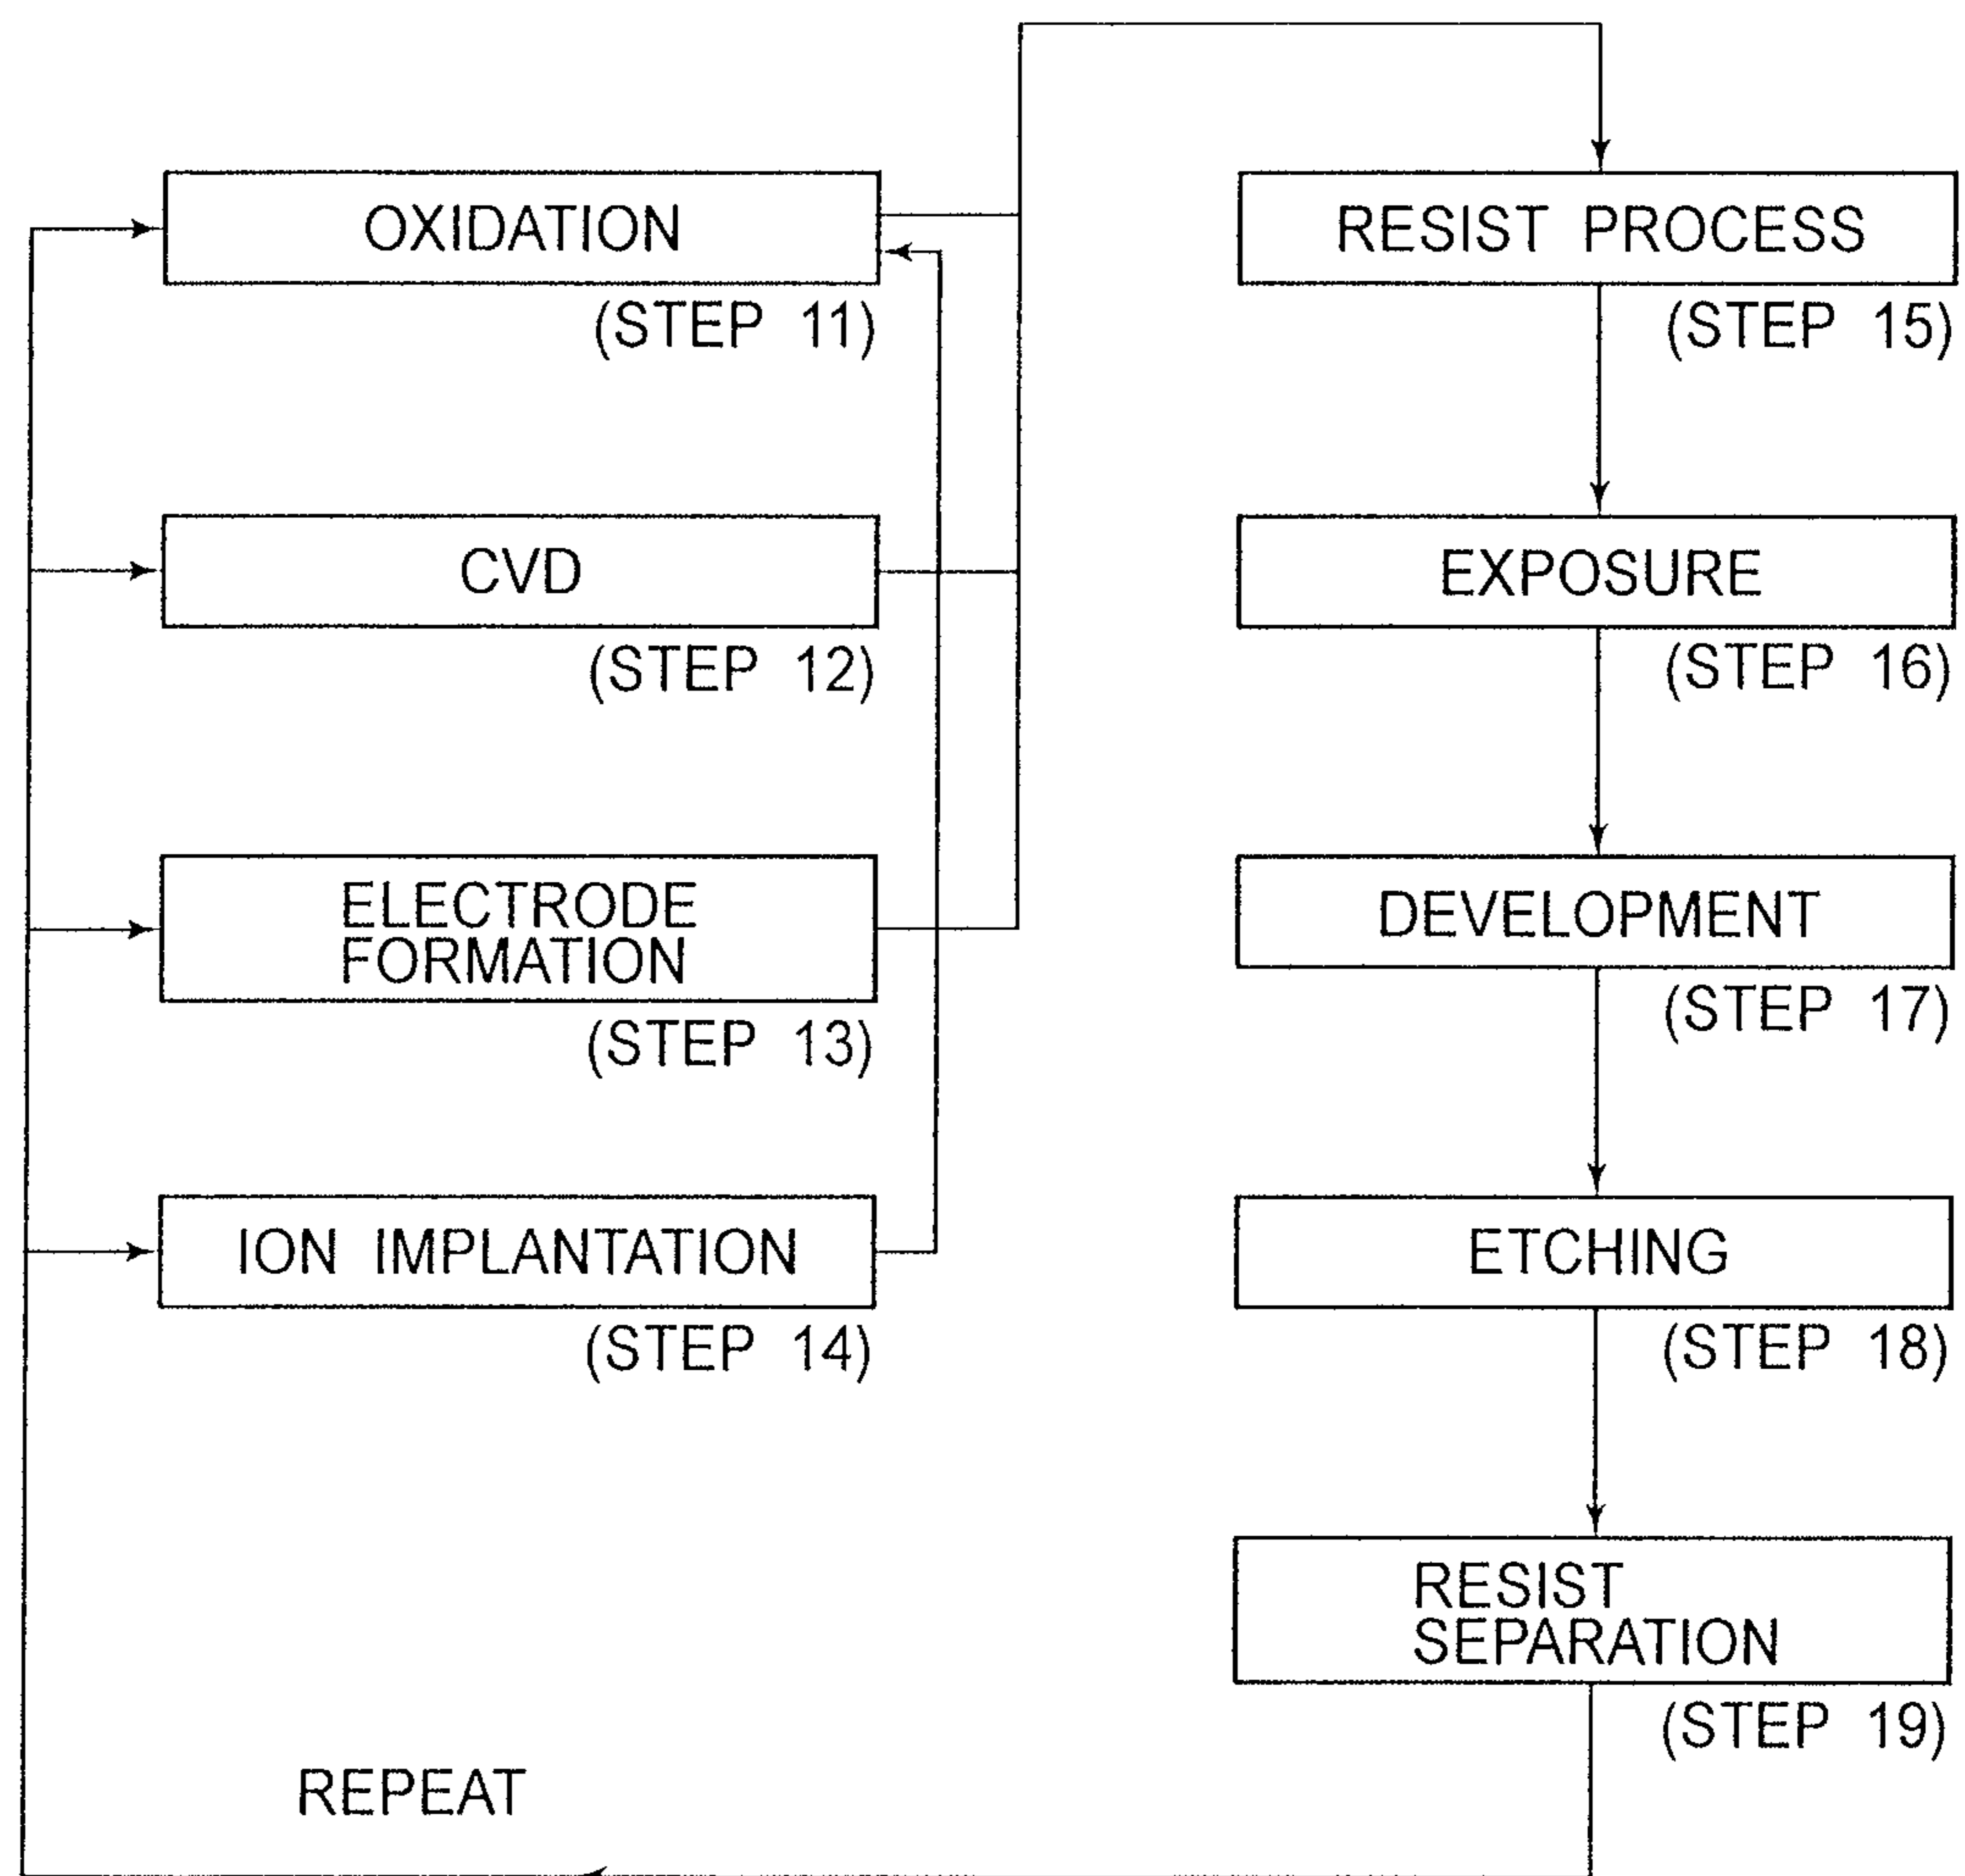 OXIDATION
(STEP 11)
CVD
(STEP 12)
ELECTRODE
FORMATION
(STEP 13)
ION IMPLANTATION
(STEP 14)
RESIST PROCESS
(STEP 15)
EXPOSURE
(STEP 16)
DEVELOPMENT
(STEP 17)
ETCHING
(STEP 18)
RESIST
SEPARATION
(STEP 19)
REPEAT